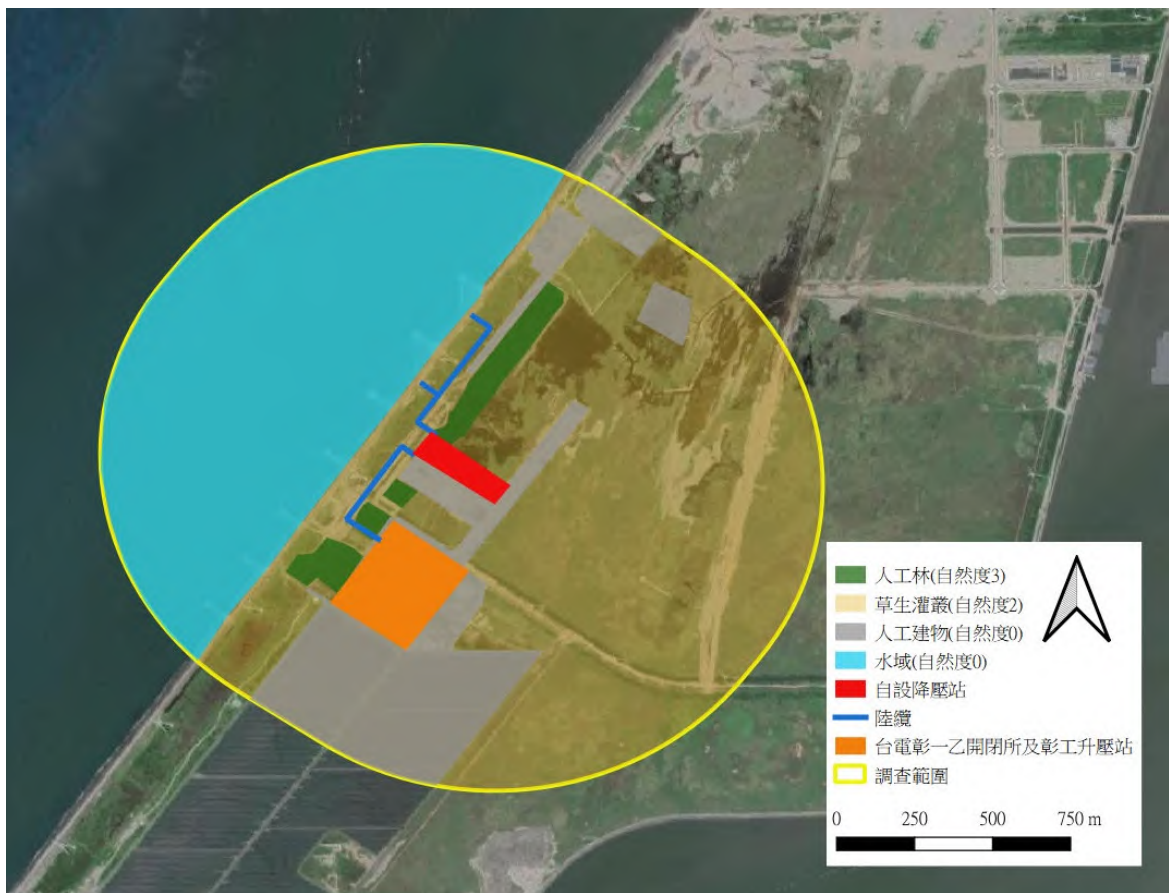 人工林(自然度3)
草生灌叢(自然度2)
人工建物(自然度0)
水域(自然度0)
自設降壓站
陸纜
台電彰一乙開閉所及彰工升壓站
調查範圍
0 250 500 750 m